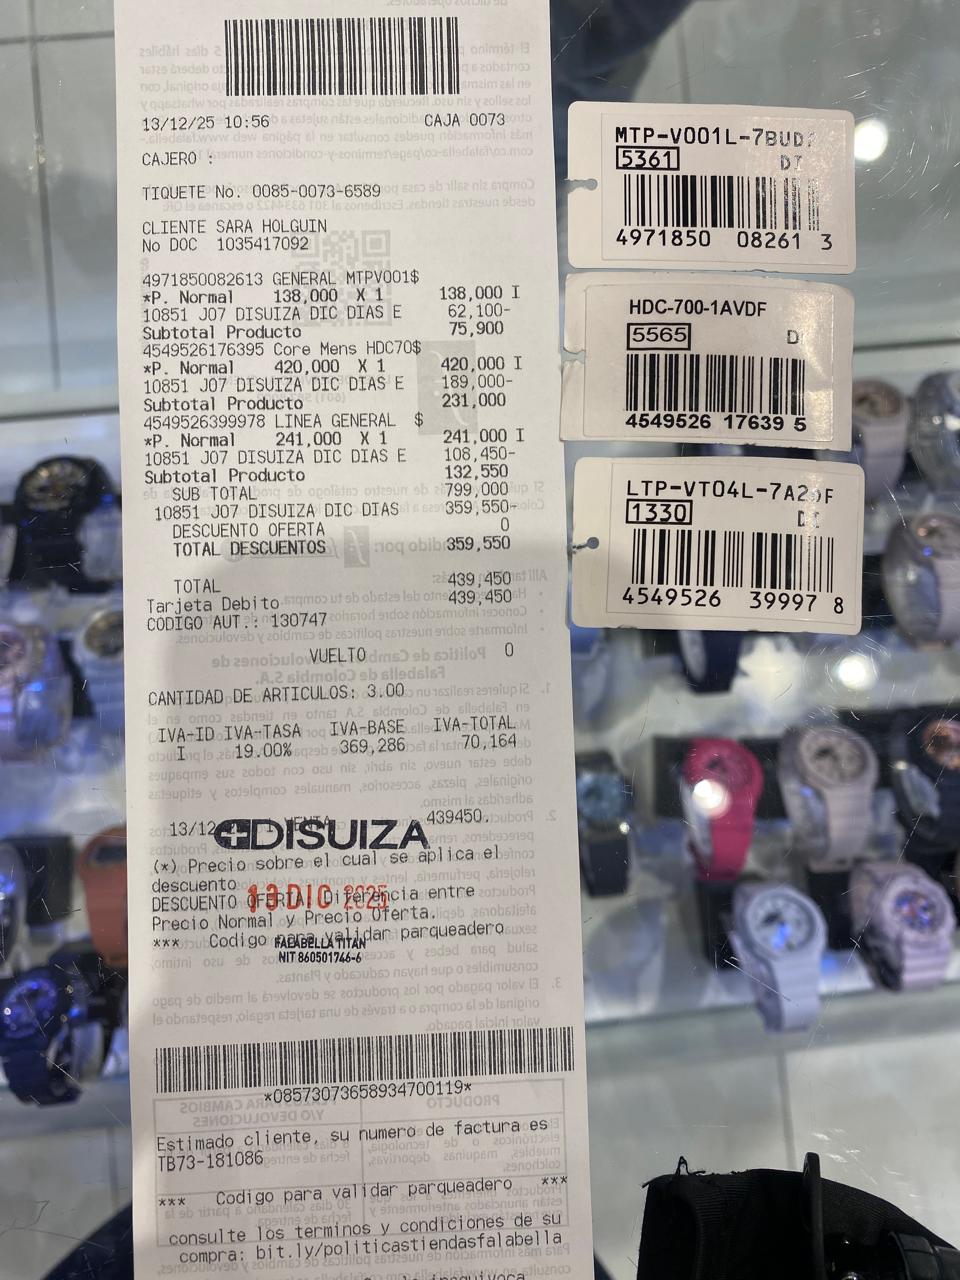 13/12/25 10:56 CAJA 0073
CAJERO :
TIQUETE No. 0085-0073-6589
CLIENTE SARA HOLGUIN
No DOC 1035417092
4971850082613 GENERAL MTPV001$
*P. Normal 138,000 X 1 138,000 I
10851 J07 DISUIZA DIC DIAS E 62,100-
Subtotal Producto 75,900
4549526176395 Core Mens HDC70$
*P. Normal 420,000 X 1 420,000 I
10851 J07 DISUIZA DIC DIAS E 189,000-
Subtotal Producto 231,000
4549526399978 LINEA GENERAL $
*P. Normal 241,000 X 1 241,000 I
10851 J07 DISUIZA DIC DIAS E 108,450-
Subtotal Producto 132,550
SUB TOTAL 799,000
10851 J07 DISUIZA DIC DIAS 359,550-
DESCUENTO OFERTA 0
TOTAL DESCUENTOS 359,550
TOTAL 439,450
Tarjeta Debito 439,450
CODIGO AUT.: 130747
VUELTO 0
CANTIDAD DE ARTICULOS: 3.00
IVA-ID IVA-TASA IVA-BASE IVA-TOTAL
I 19.00% 369,286 70,164
13/12 VENTA 439450.
DISUIZA
(*) Precio sobre el cual se aplica el
descuento
13 DIC 2025
DESCUENTO OFERTA: Diferencia entre
Precio Normal y Precio Oferta.
*** Codigo para validar parqueadero
FALABELLA TITAN
NIT 860501746-6
*08573073658934700119*
Estimado cliente, su numero de factura es
TB73-181086
*** Codigo para validar parqueadero ***
consulte los terminos y condiciones de su
compra: bit.ly/politicastiendasfalabella
MTP-V001L-7BUD
5361
4971850 08261 3
HDC-700-1AVDF
5565
4549526 17639 5
LTP-VT04L-7A
1330
4549526 39997 8